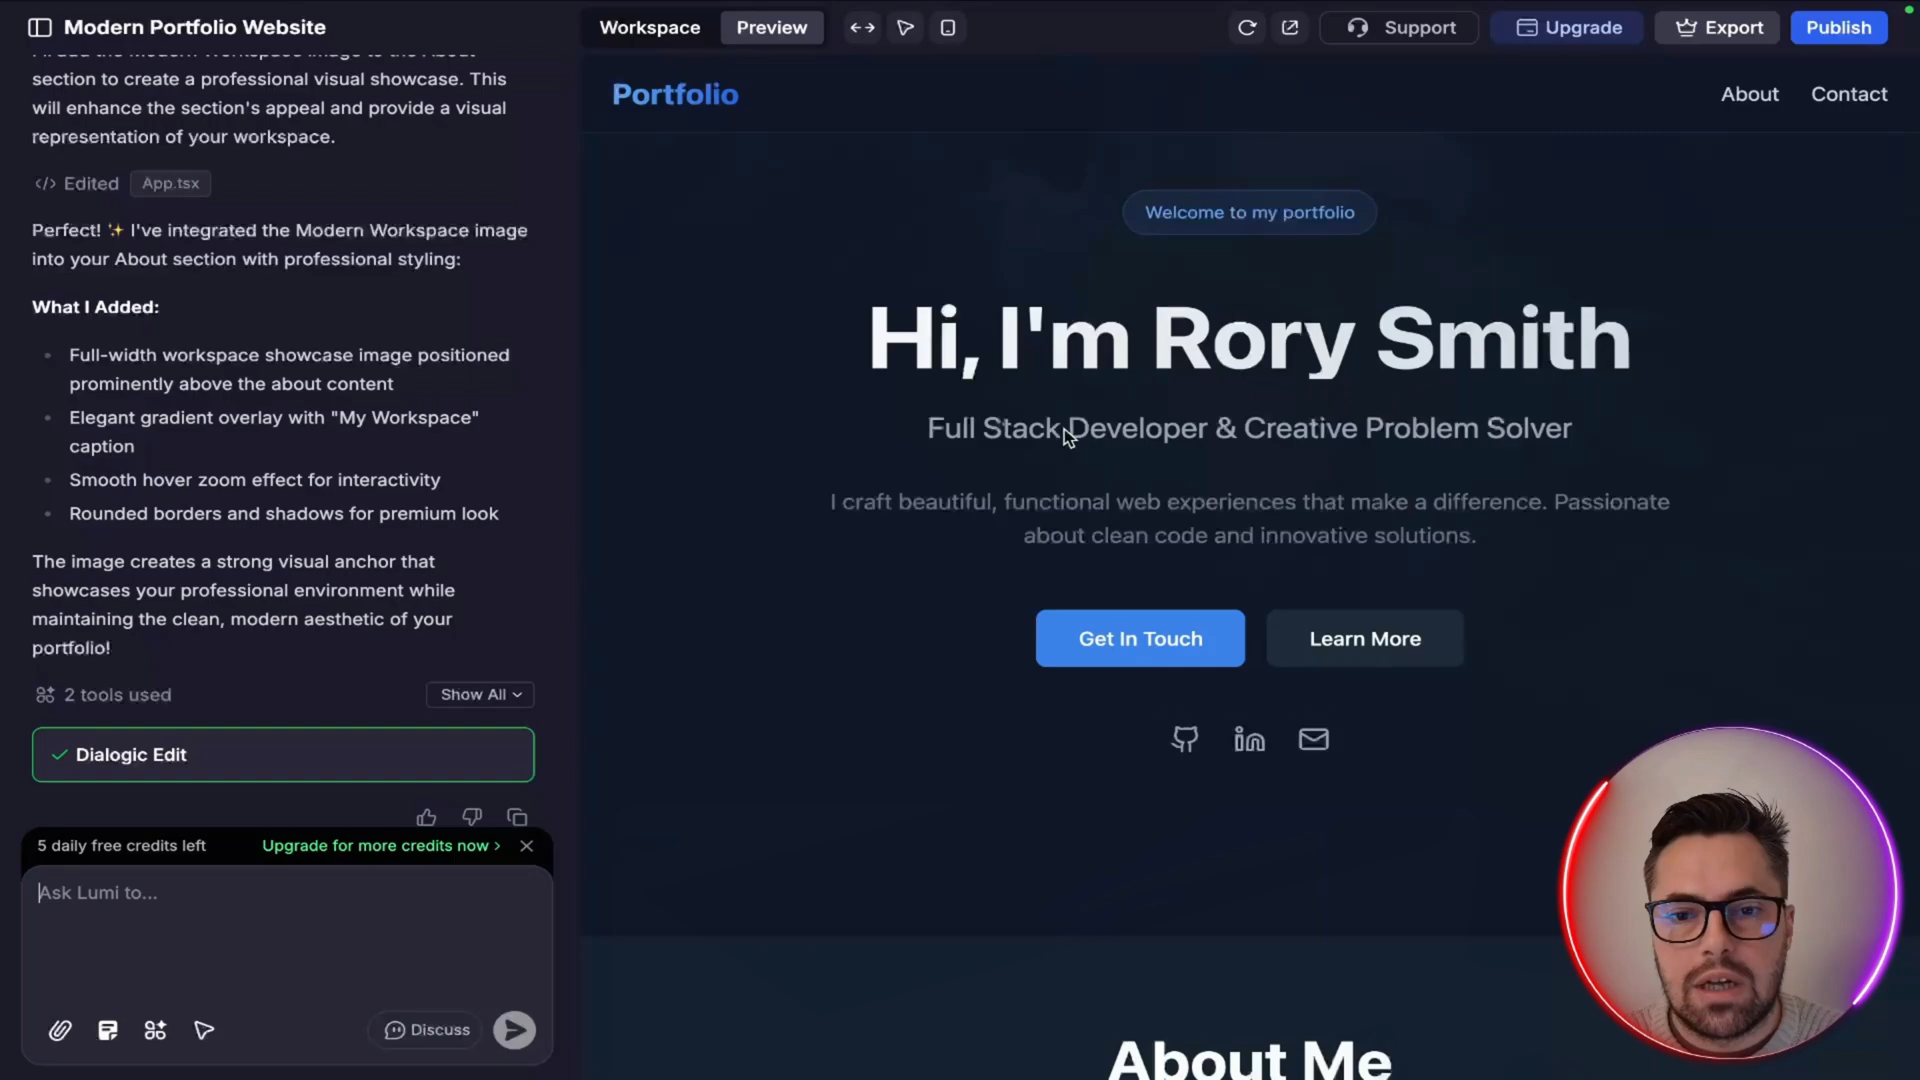 Modern Portfolio Website
Workspace
Preview
Support
Upgrade
Export
Publish
section to create a professional visual showcase. This
will enhance the section's appeal and provide a visual
representation of your workspace.
</> Edited App.tsx
Perfect! ✨ I've integrated the Modern Workspace image
into your About section with professional styling:
What I Added:
Full-width workspace showcase image positioned
prominently above the about content
Elegant gradient overlay with "My Workspace"
caption
Smooth hover zoom effect for interactivity
Rounded borders and shadows for premium look
The image creates a strong visual anchor that
showcases your professional environment while
maintaining the clean, modern aesthetic of your
portfolio!
2 tools used
Show All
Dialogic Edit
5 daily free credits left
Upgrade for more credits now >
Ask Lumi to...
Discuss
Portfolio
About
Contact
Welcome to my portfolio
Hi, I'm Rory Smith
Full Stack Developer & Creative Problem Solver
I craft beautiful, functional web experiences that make a difference. Passionate
about clean code and innovative solutions.
Get In Touch
Learn More
in
About Me